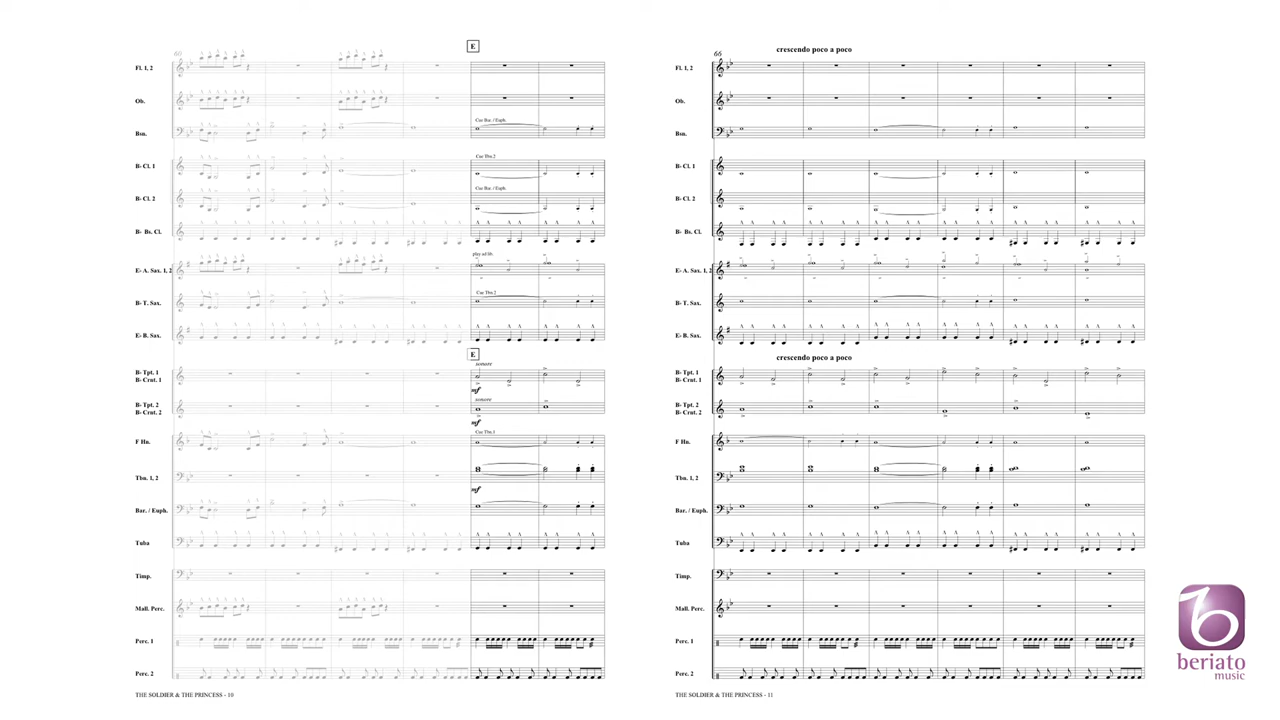 60
E
Fl. 1, 2
Ob.
Bsn.
Cue Bar. / Euph.
B♭ Cl. 1
Cue Tbn.2
B♭ Cl. 2
Cue Bar. / Euph.
B♭ Bs. Cl.
play ad lib.
E♭ A. Sax. 1, 2
B♭ T. Sax.
Cue Tbn.2
E♭ B. Sax.
E
sonore
B♭ Tpt. 1
B♭ Crnt. 1
mf
sonore
B♭ Tpt. 2
B♭ Crnt. 2
mf
Cue Tbn.1
F Hn.
Tbn. 1, 2
mf
Bar. / Euph.
Tuba
Timp.
Mall. Perc.
Perc. 1
Perc. 2
THE SOLDIER & THE PRINCESS - 10
66
crescendo poco a poco
Fl. 1, 2
Ob.
Bsn.
B♭ Cl. 1
B♭ Cl. 2
B♭ Bs. Cl.
E♭ A. Sax. 1, 2
B♭ T. Sax.
E♭ B. Sax.
crescendo poco a poco
B♭ Tpt. 1
B♭ Crnt. 1
B♭ Tpt. 2
B♭ Crnt. 2
F Hn.
Tbn. 1, 2
Bar. / Euph.
Tuba
Timp.
Mall. Perc.
Perc. 1
Perc. 2
THE SOLDIER & THE PRINCESS - 11
beriato
music